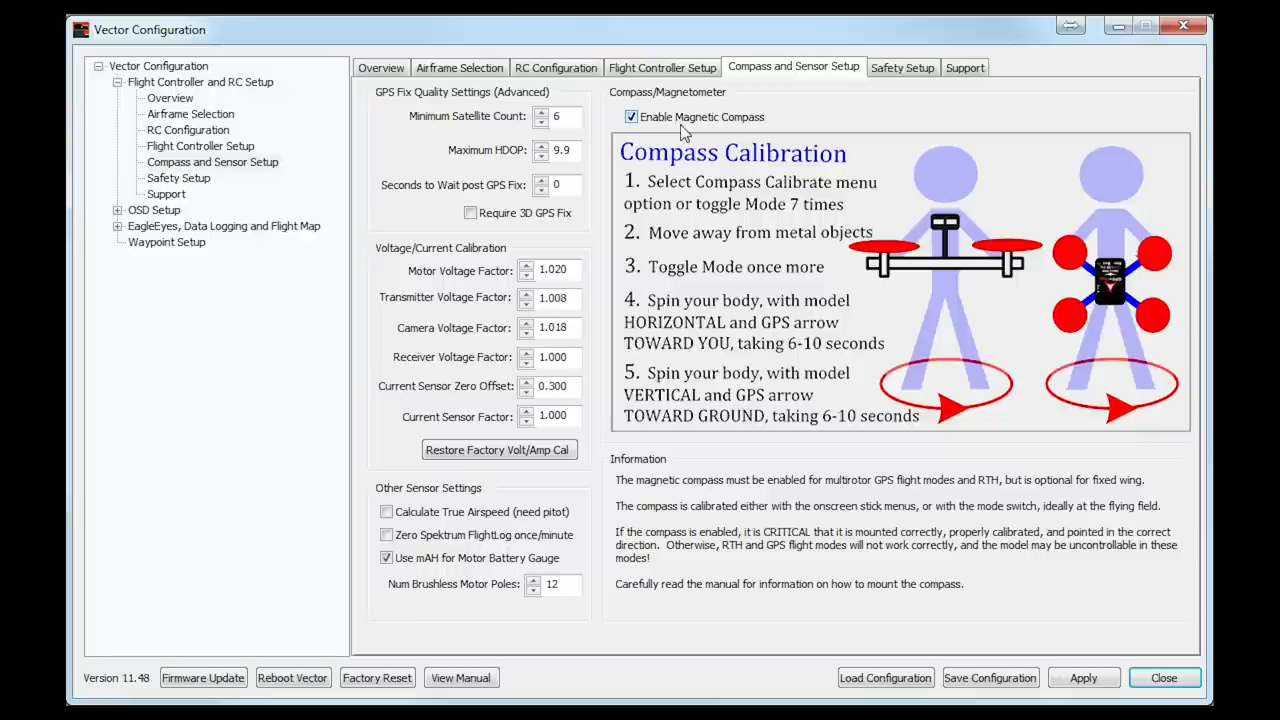 Vector Configuration
Vector Configuration
Flight Controller and RC Setup
Overview
Airframe Selection
RC Configuration
Flight Controller Setup
Compass and Sensor Setup
Safety Setup
Support
OSD Setup
EagleEyes, Data Logging and Flight Map
Waypoint Setup
Overview Airframe Selection RC Configuration Flight Controller Setup Compass and Sensor Setup Safety Setup Support
GPS Fix Quality Settings (Advanced)
Minimum Satellite Count: 6
Maximum HDOP: 9.9
Seconds to Wait post GPS Fix: 0
Require 3D GPS Fix
Voltage/Current Calibration
Motor Voltage Factor: 1.020
Transmitter Voltage Factor: 1.008
Camera Voltage Factor: 1.018
Receiver Voltage Factor: 1.000
Current Sensor Zero Offset: 0.300
Current Sensor Factor: 1.000
Restore Factory Volt/Amp Cal
Other Sensor Settings
Calculate True Airspeed (need pitot)
Zero Spektrum FlightLog once/minute
Use mAH for Motor Battery Gauge
Num Brushless Motor Poles: 12
Compass/Magnetometer
Enable Magnetic Compass
Compass Calibration
1. Select Compass Calibrate menu
option or toggle Mode 7 times
2. Move away from metal objects
3. Toggle Mode once more
4. Spin your body, with model
HORIZONTAL and GPS arrow
TOWARD YOU, taking 6-10 seconds
5. Spin your body, with model
VERTICAL and GPS arrow
TOWARD GROUND, taking 6-10 seconds
Information
The magnetic compass must be enabled for multirotor GPS flight modes and RTH, but is optional for fixed wing.
The compass is calibrated either with the onscreen stick menus, or with the mode switch, ideally at the flying field.
If the compass is enabled, it is CRITICAL that it is mounted correctly, properly calibrated, and pointed in the correct
direction. Otherwise, RTH and GPS flight modes will not work correctly, and the model may be uncontrollable in these
modes!
Carefully read the manual for information on how to mount the compass.
Version 11.48 Firmware Update Reboot Vector Factory Reset View Manual Load Configuration Save Configuration Apply Close